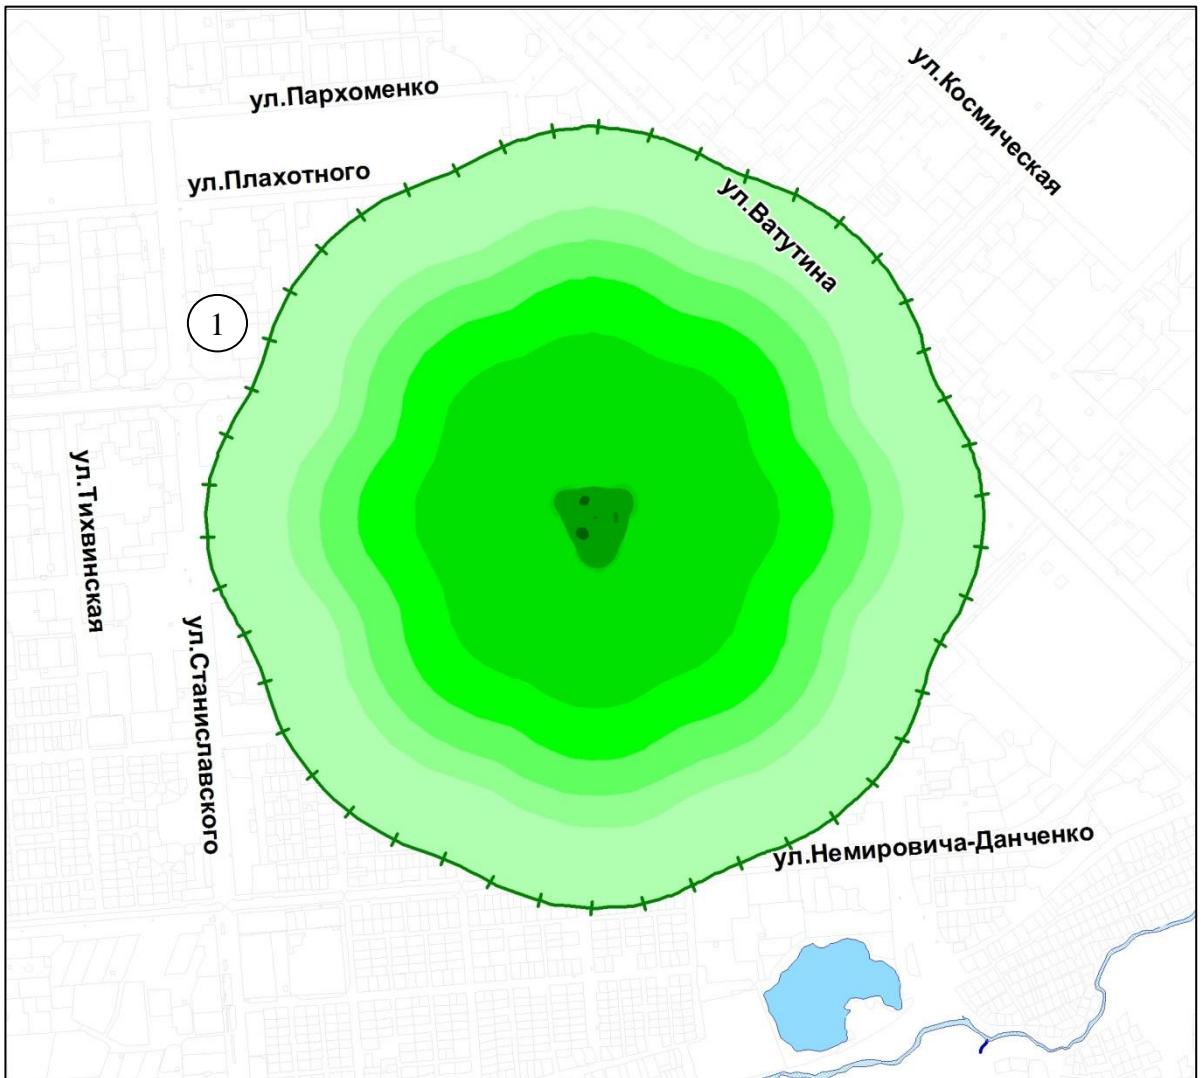 ул.Пархоменко
ул.Космическая
ул.Плахотного
ул.Ватутина
1
ул.Тихвинская
ул.Станиславского
ул.Немировича-Данченко